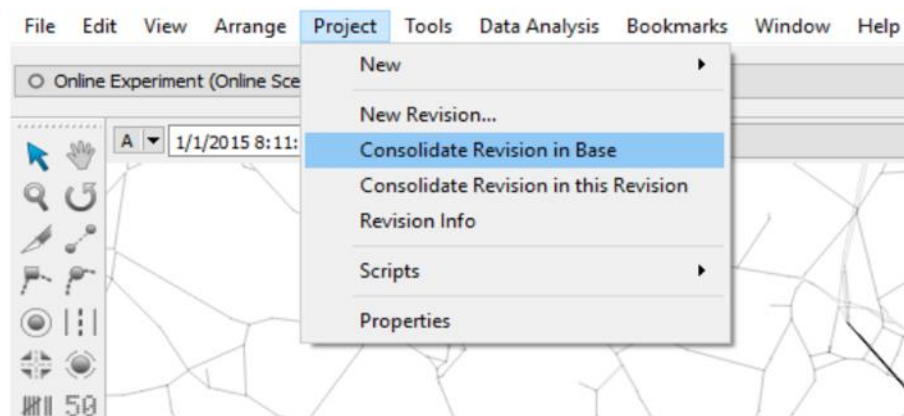 File Edit View Arrange Project Tools Data Analysis Bookmarks Window Help
Online Experiment (Online Sce
New
A 1/1/2015 8:11:
New Revision...
Consolidate Revision in Base
Consolidate Revision in this Revision
Revision Info
Scripts
Properties
50